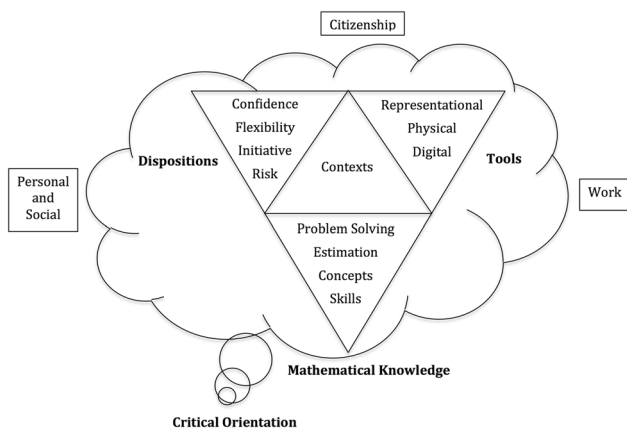 Citizenship
Confidence
Flexibility
Initiative
Risk
Representational
Physical
Digital
Dispositions
Contexts
Tools
Personal
and
Social
Work
Problem Solving
Estimation
Concepts
Skills
Mathematical Knowledge
Critical Orientation